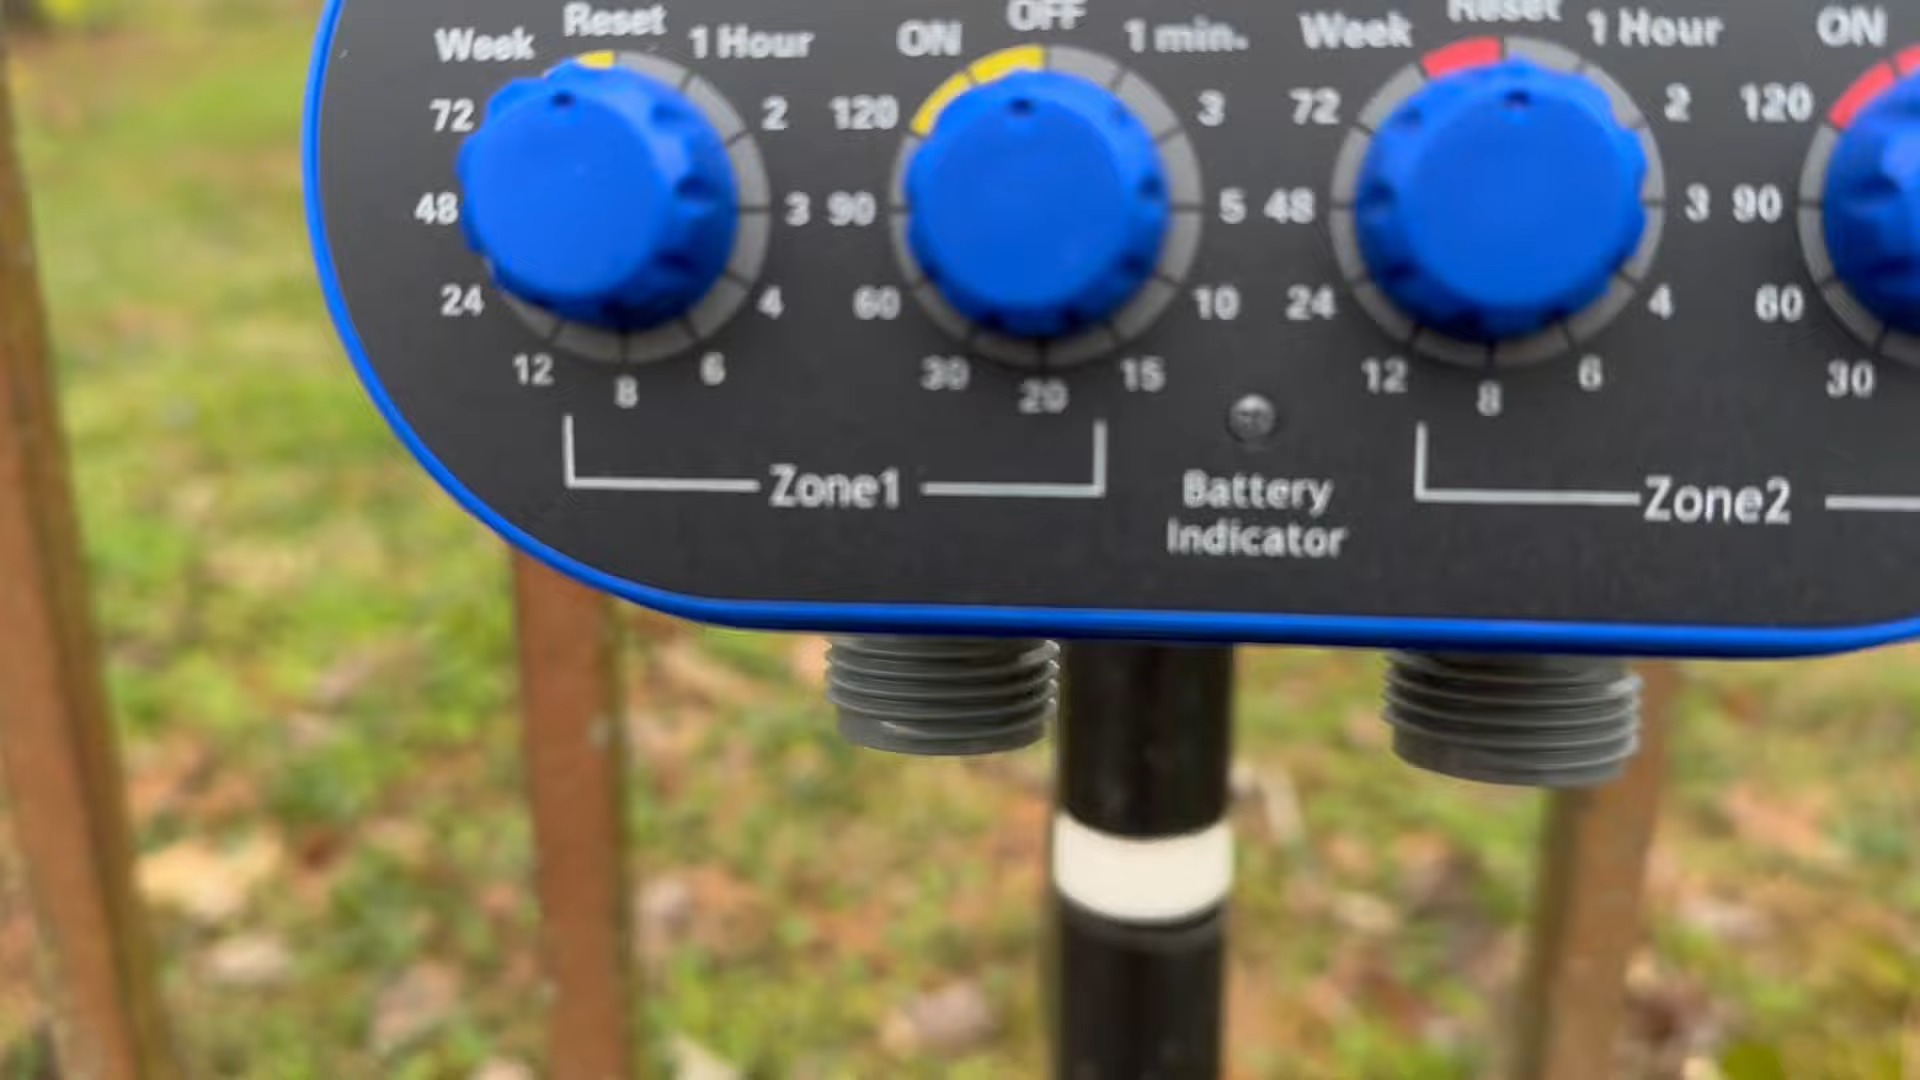 Week Reset 1 Hour
72 2
48 3
24 4
12 8 6
ON OFF 1 min.
120 3
90 5
60 10
30 20 15
Zone1
Battery
Indicator
Week Reset 1 Hour
72 2
48 3
24 4
12 8 6
ON
120
90
60
30
Zone2